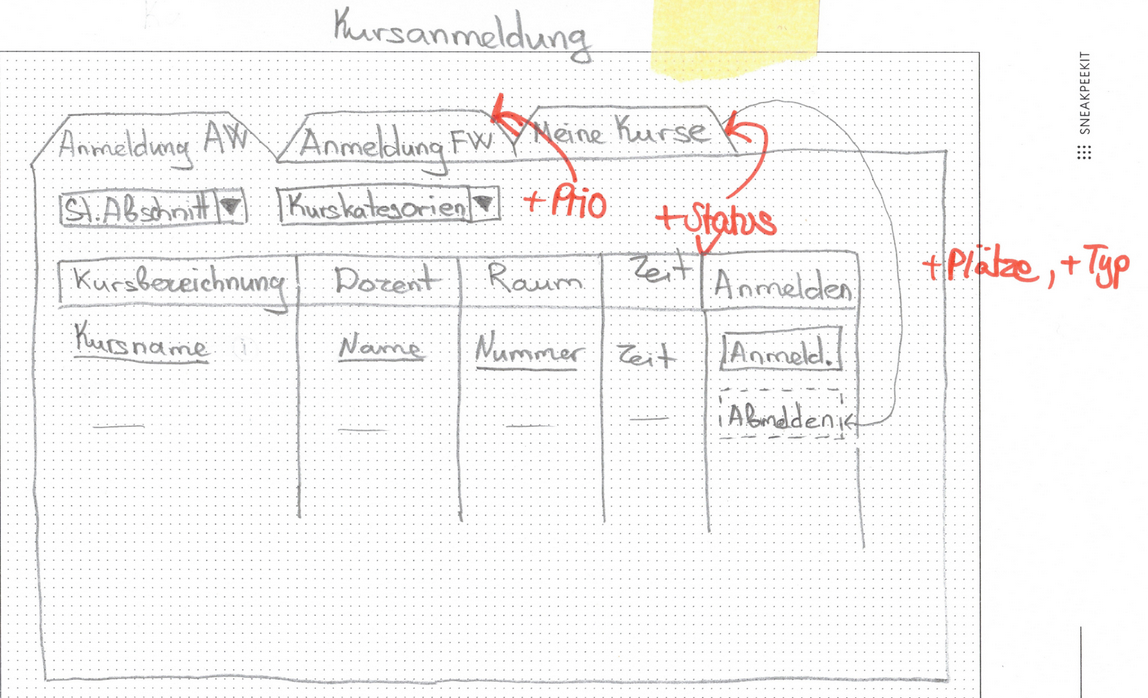 Kursanmeldung
SNEAKPEEKIT
Anmeldung AW
Anmeldung FW
Meine Kurse
St.Abschnitt
Kurskategorien
+ Prio
+Status
+Plätze, +Typ
Kursbezeichnung
Dozent
Raum
Zeit
Anmelden
Kursname
Name
Nummer
Zeit
Anmeld.
Abmelden